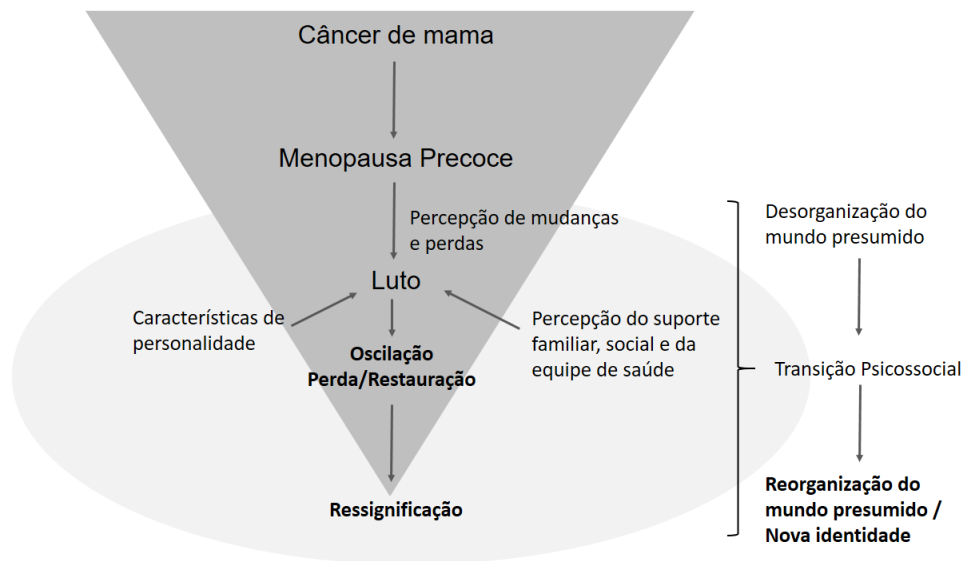 Câncer de mama
Menopausa Precoce
Percepção de mudanças
e perdas
Luto
Características de
personalidade
Percepção do suporte
familiar, social e da
equipe de saúde
Oscilação
Perda/Restauração
Ressignificação
Desorganização do
mundo presumido
Transição Psicossocial
Reorganização do
mundo presumido /
Nova identidade